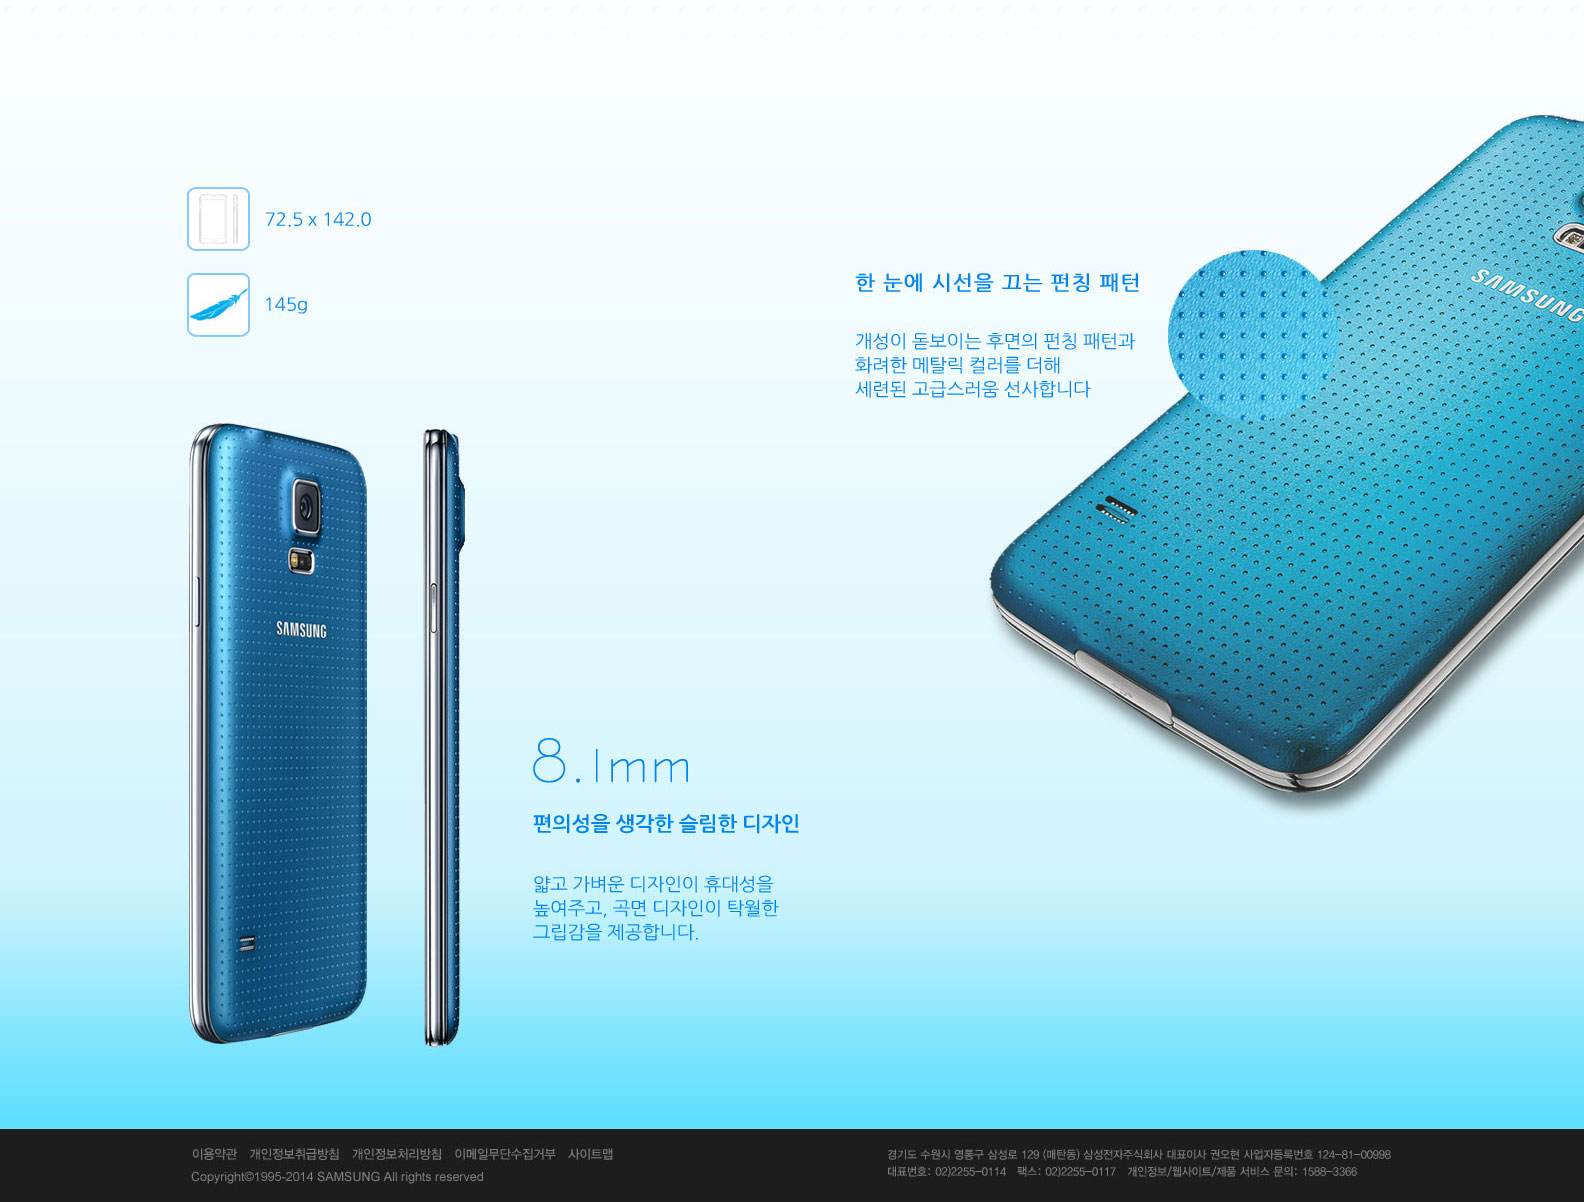 72.5 x 142.0
145g
한 눈에 시선을 끄는 펀칭 패턴
개성이 돋보이는 후면의 펀칭 패턴과
화려한 메탈릭 컬러를 더해
세련된 고급스러움 선사합니다
SAMSUNG
SAMSUNG
8.1mm
편의성을 생각한 슬림한 디자인
얇고 가벼운 디자인이 휴대성을
높여주고, 곡면 디자인이 탁월한
그립감을 제공합니다.
이용약관 개인정보취급방침 개인정보처리방침 이메일무단수집거부 사이트맵
Copyright©1995-2014 SAMSUNG All rights reserved
경기도 수원시 영통구 삼성로 129 (매탄동) 삼성전자주식회사 대표이사 권오현 사업자등록번호 124-81-00998
대표번호: 02)2255-0114 팩스: 02)2255-0117 개인정보/웹사이트/제품 서비스 문의: 1588-3366